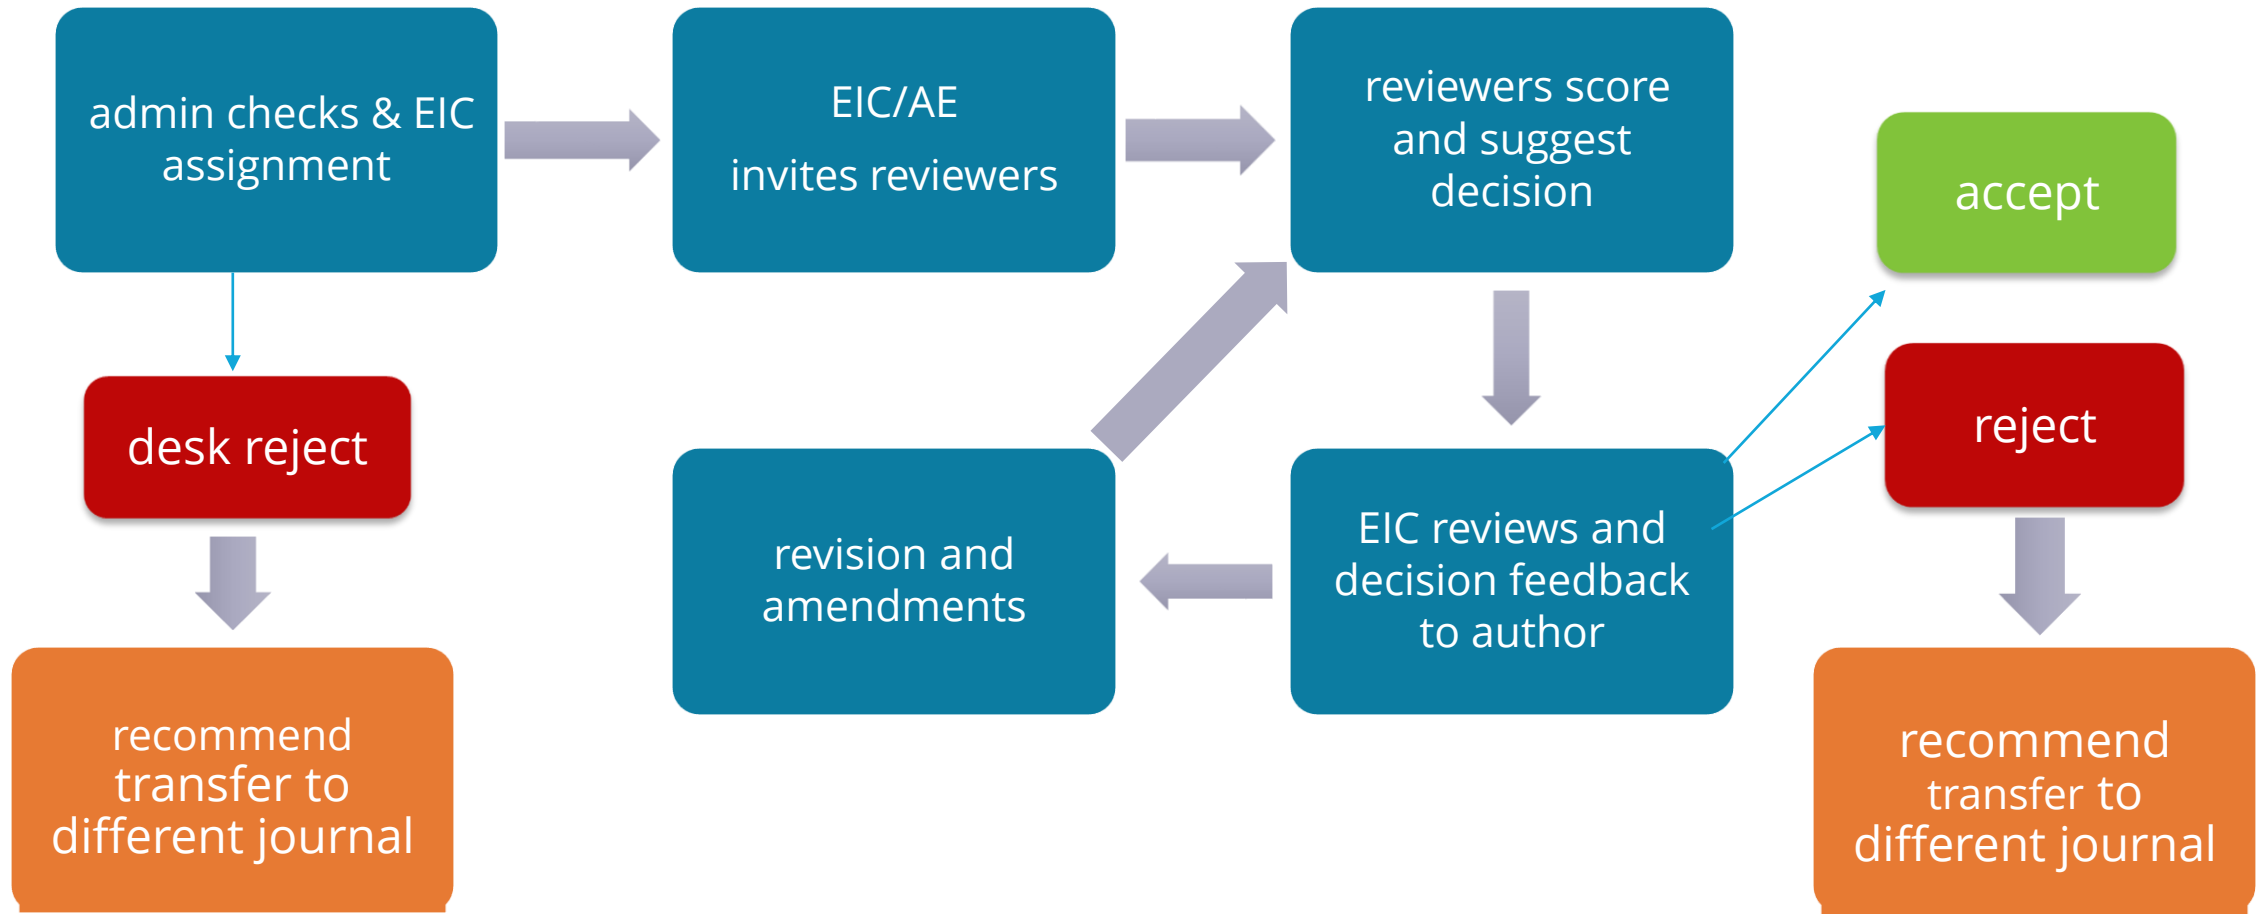 admin checks & EIC
assignment
EIC/AE
invites reviewers
reviewers score
and suggest
decision
accept
desk reject
revision and
amendments
EIC reviews and
decision feedback
to author
reject
recommend
transfer to
different journal
recommend
transfer to
different journal